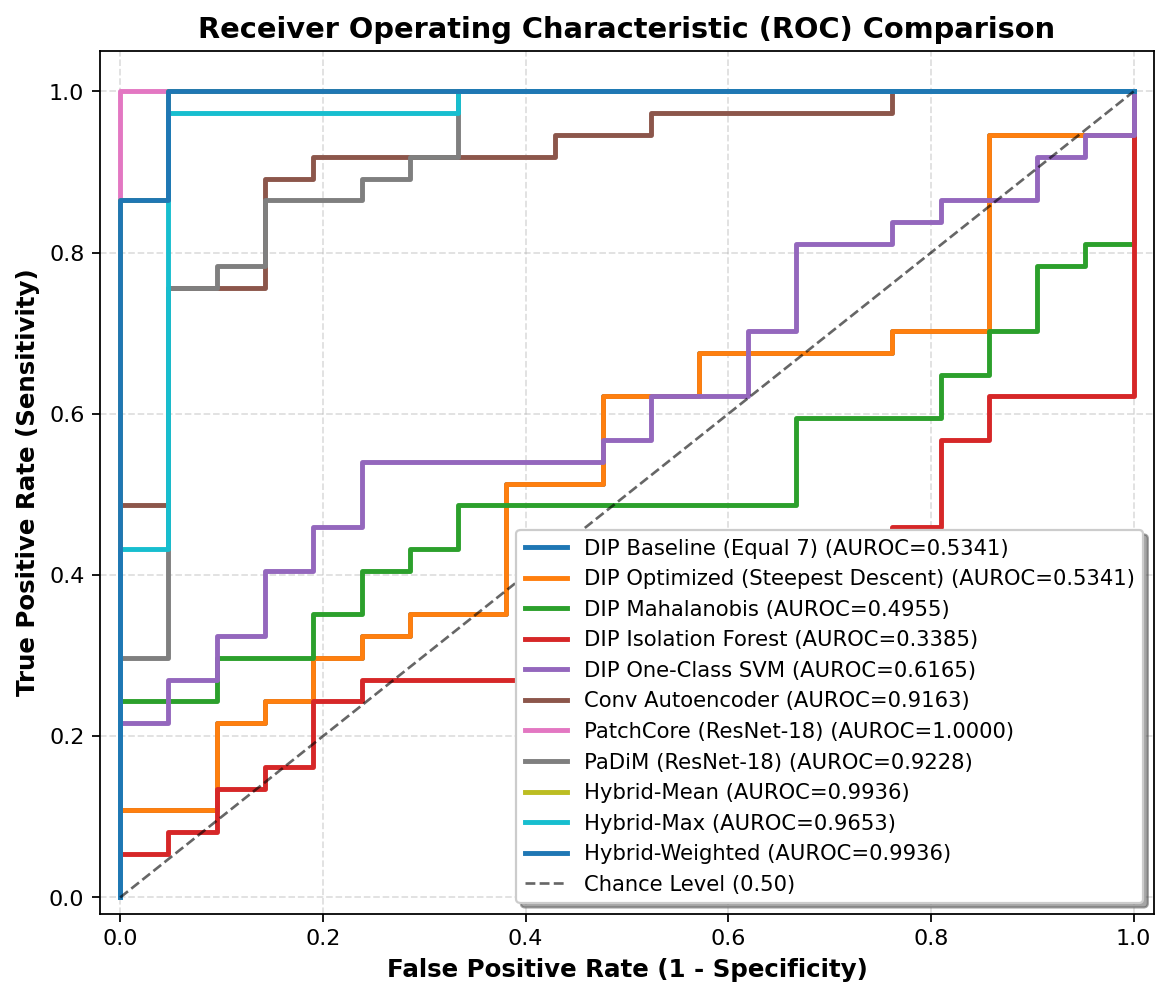 Receiver Operating Characteristic (ROC) Comparison
True Positive Rate (Sensitivity)
1.0
0.8
0.6
0.4
0.2
0.0
DIP Baseline (Equal 7) (AUROC=0.5341)
DIP Optimized (Steepest Descent) (AUROC=0.5341)
DIP Mahalanobis (AUROC=0.4955)
DIP Isolation Forest (AUROC=0.3385)
DIP One-Class SVM (AUROC=0.6165)
Conv Autoencoder (AUROC=0.9163)
PatchCore (ResNet-18) (AUROC=1.0000)
PaDiM (ResNet-18) (AUROC=0.9228)
Hybrid-Mean (AUROC=0.9936)
Hybrid-Max (AUROC=0.9653)
Hybrid-Weighted (AUROC=0.9936)
Chance Level (0.50)
0.0 0.2 0.4 0.6 0.8 1.0
False Positive Rate (1 - Specificity)